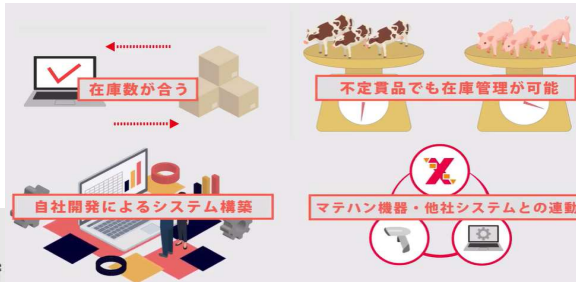 在庫数が合う
不定貫品でも在庫管理が可能
自社開発によるシステム構築
マテハン機器・他社システムとの連動